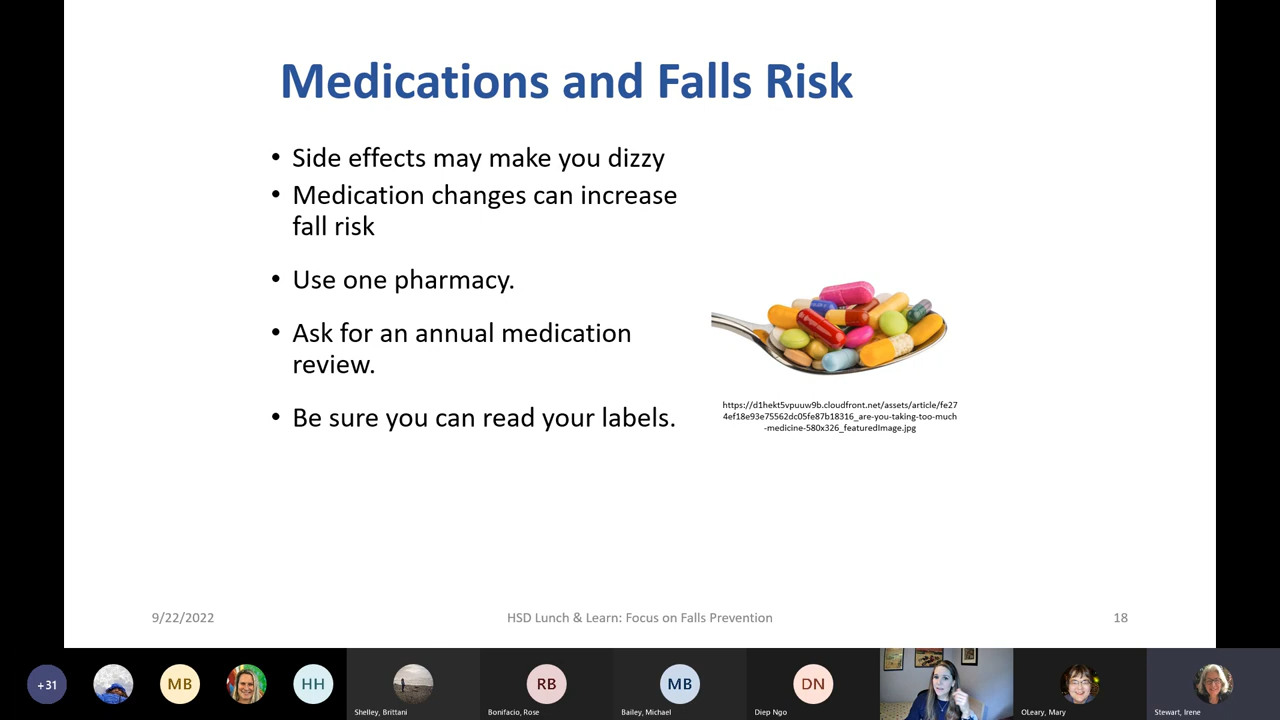 Medications and Falls Risk
• Side effects may make you dizzy
• Medication changes can increase
fall risk
• Use one pharmacy.
• Ask for an annual medication
review.
• Be sure you can read your labels.
https://d1hekt5vpuuw9b.cloudfront.net/assets/article/fe27
4ef18e93e75562dc05fe87b18316_are-you-taking-too-much
-medicine-580x326_featuredImage.jpg
9/22/2022
HSD Lunch & Learn: Focus on Falls Prevention
18
+31
MB
HH
RB
MB
DN
Shelley, Brittani
Bonifacio, Rose
Bailey, Michael
Diep Ngo
OLeary, Mary
Stewart, Irene